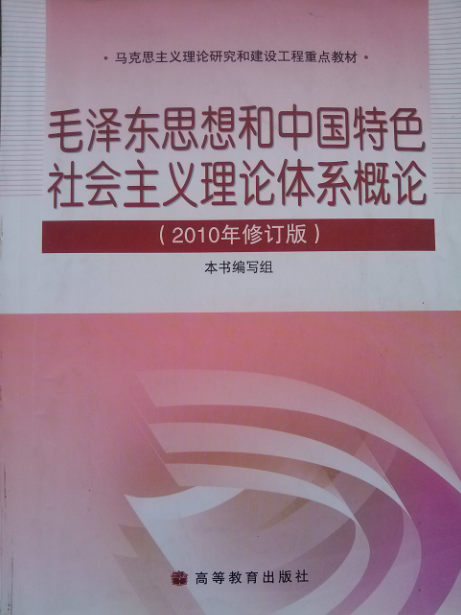 ·马克思主义理论研究和建设工程重点教材·
毛泽东思想和中国特色
社会主义理论体系概论
（2010年修订版）
本书编写组
高等教育出版社